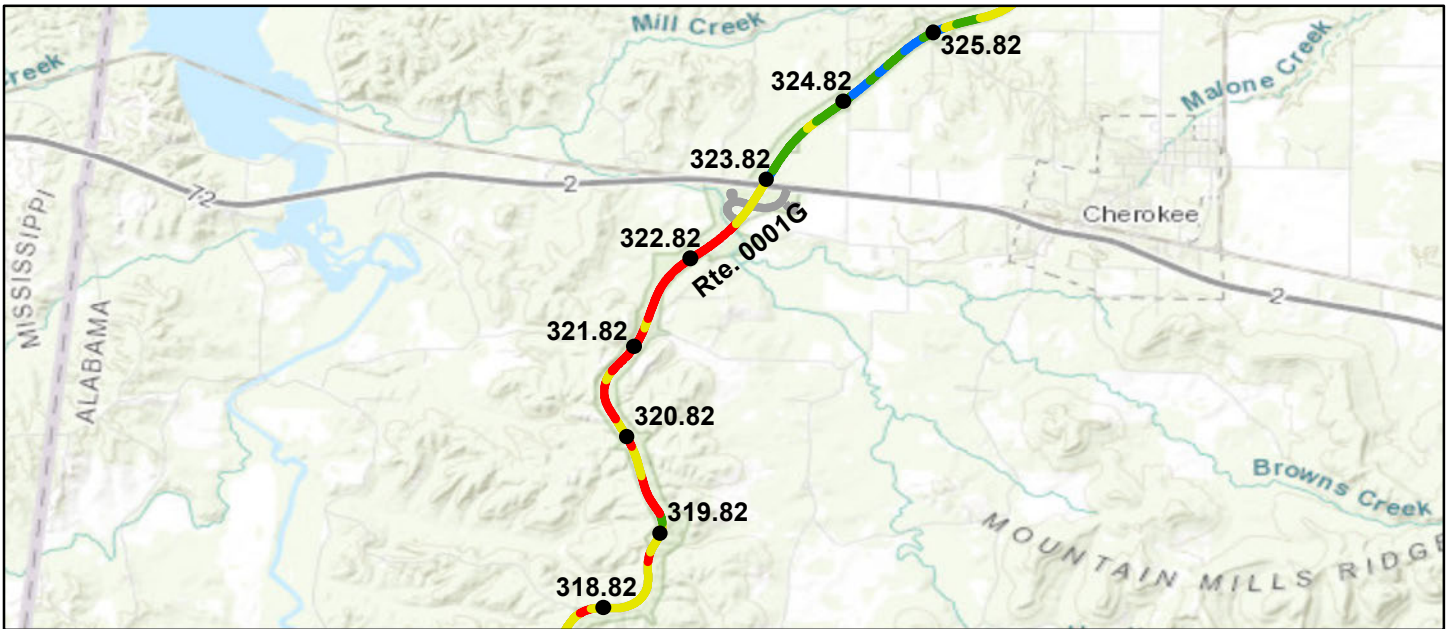 Mill Creek
325.82
Creek
324.82
Malone Creek
323.82
72
2
Cherokee
MISSISSIPPI
322.82
Rte. 0001G
2
321.82
ALABAMA
320.82
Browns Creek
319.82
MOUNTAIN MILLS RIDGE
318.82